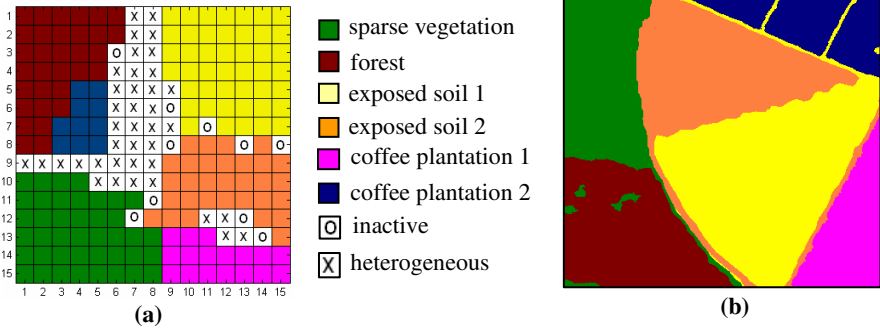 1 X X
2 X X
3 O X X
4 X X X
5 X X X X
6 X X X O
7 X X X X O
8 X X X O O O
9 X X X X X X X X
10 X X X X
11 O
12 O X X O
13 X X O
14
15
1 2 3 4 5 6 7 8 9 10 11 12 13 14 15
(a)
sparse vegetation
forest
exposed soil 1
exposed soil 2
coffee plantation 1
coffee plantation 2
O inactive
X heterogeneous
(b)